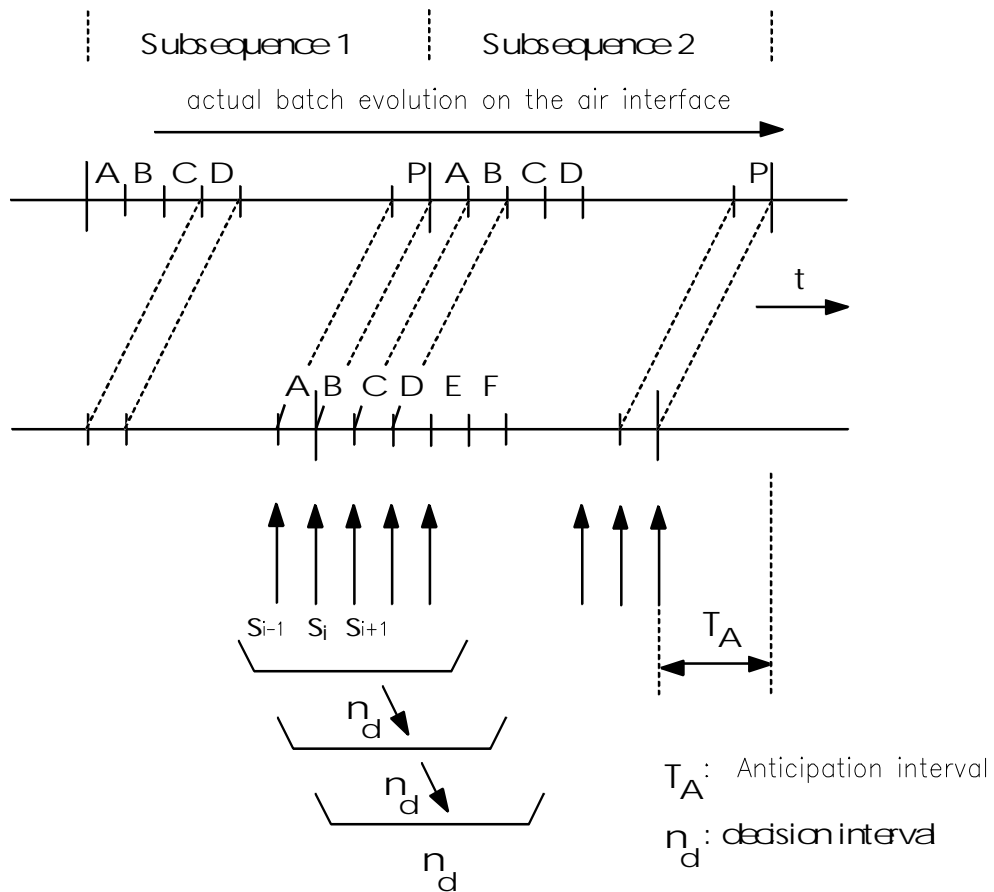 Subsequence 1 Subsequence 2
actual batch evolution on the air interface
A B C D P A B C D P
t
A B C D E F
Si-1 Si Si+1
TA
nd
nd
nd
TA: Anticipation interval
nd: decision interval